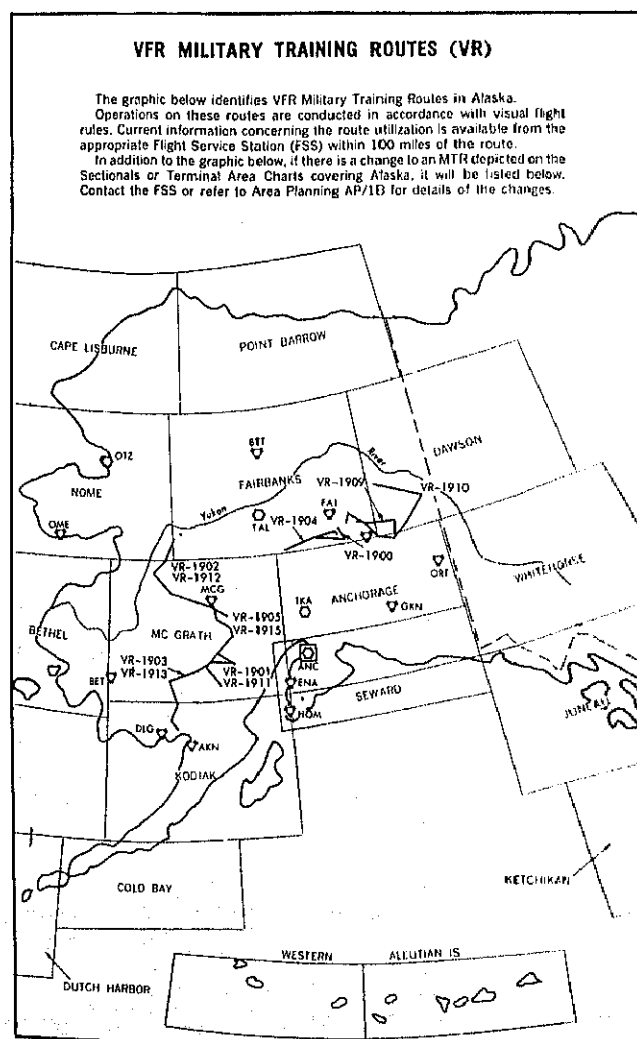 VFR MILITARY TRAINING ROUTES (VR)
The graphic below identifies VFR Military Training Routes in Alaska.
Operations on these routes are conducted in accordance with visual flight
rules. Current information concerning the route utilization is available from the
appropriate Flight Service Station (FSS) within 100 miles of the route.
In addition to the graphic below, if there is a change to an MTR depicted on the
Sectionals or Terminal Area Charts covering Alaska, it will be listed below.
Contact the FSS or refer to Area Planning AP/1B for details of the changes.
CAPE LISBURNE
POINT BARROW
OTZ
BTT
DAWSON
NOME
FAIRBANKS
River
VR-1909
VR-1910
Yukon
FAI
OME
TAL
VR-1904
VR-1900
VR-1902
VR-1912
ORT
WHITEHORSE
MCG
TKA
ANCHORAGE
GKN
VR-1905
VR-1915
BETHEL
MC GRATH
ANC
VR-1903
VR-1913
VR-1901
VR-1911
BET
ENA
SEWARD
HOM
JUNEAU
DLG
AKN
KODIAK
COLD BAY
KETCHIKAN
DUTCH HARBOR
WESTERN
ALEUTIAN IS